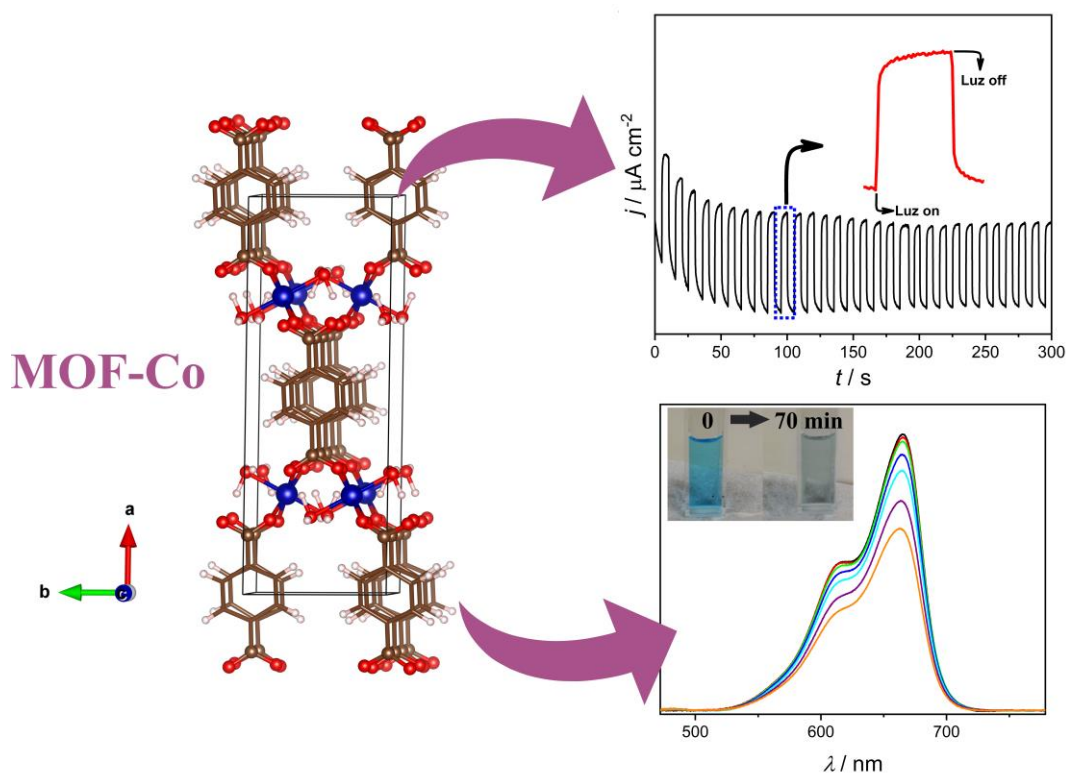 MOF-Co
a
b
c
j / μA cm⁻²
Luz off
Luz on
0 50 100 150 200 250 300
t / s
0 70 min
500 600 700
λ / nm